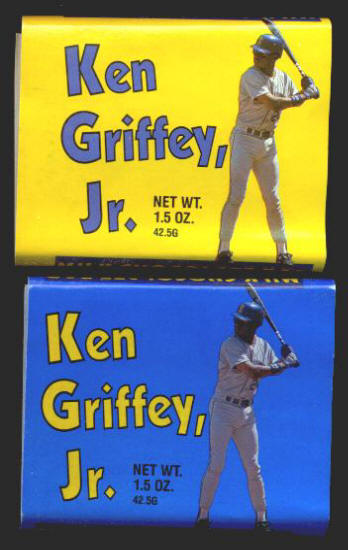 Ken
Griffey,
Jr.
NET WT.
1.5 OZ.
42.5G
Ken
Griffey,
Jr.
NET WT.
1.5 OZ.
42.5G